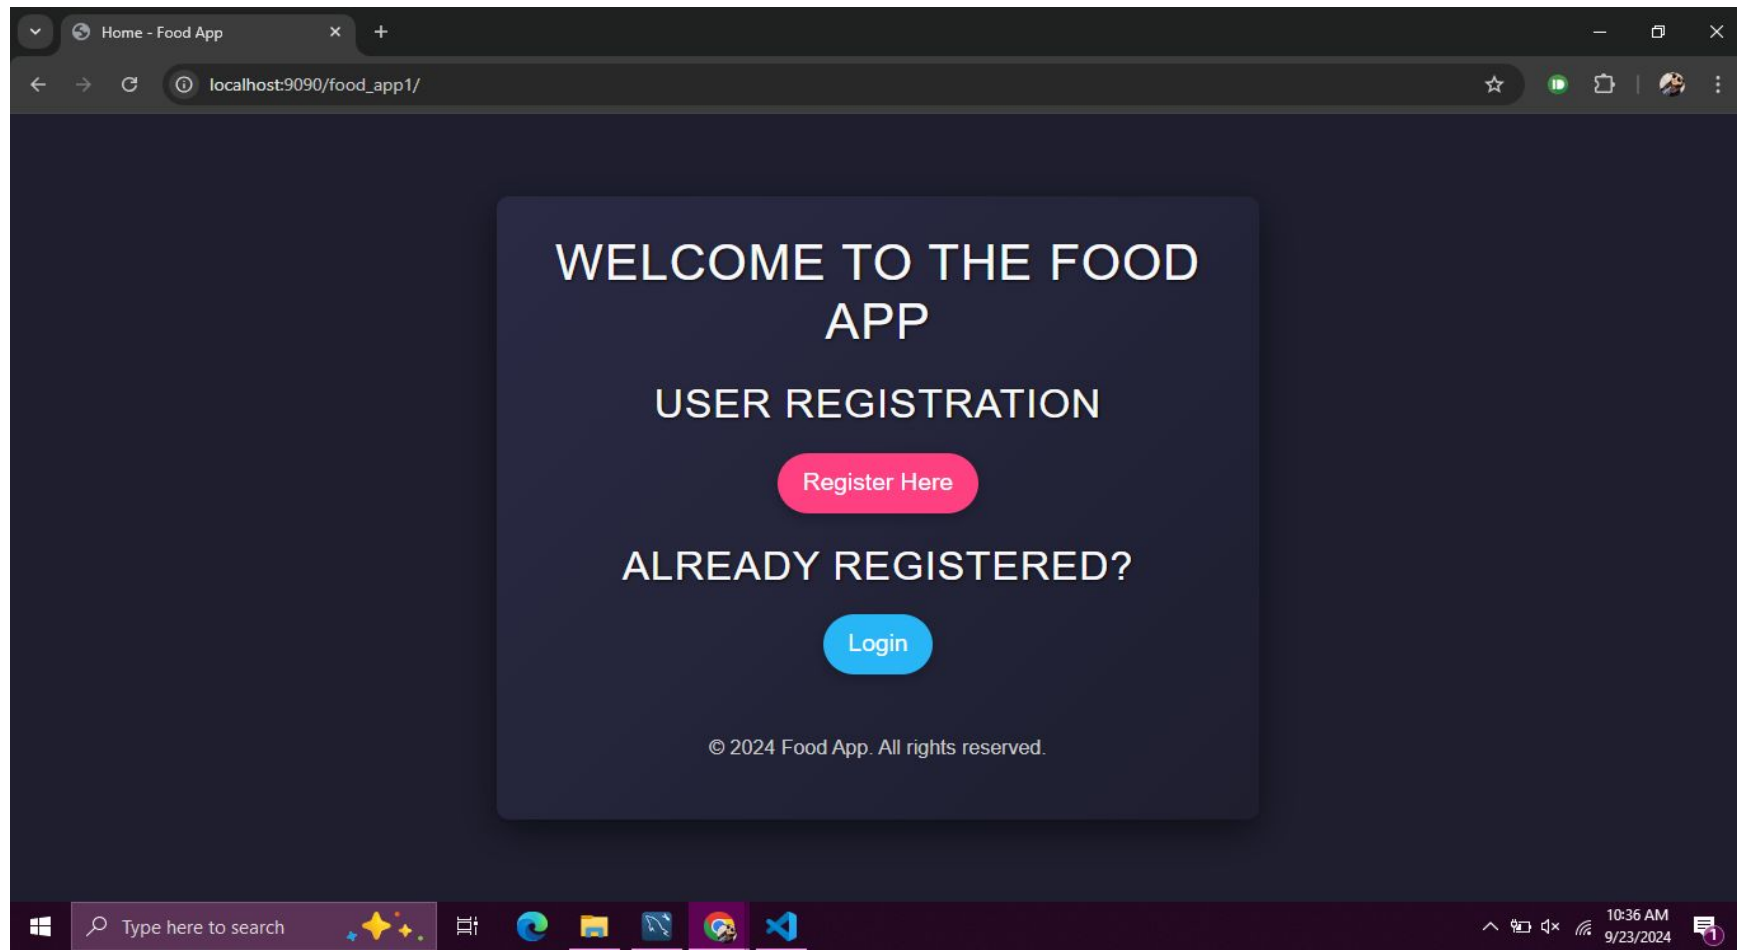 Home - Food App
localhost:9090/food_app1/
WELCOME TO THE FOOD
APP
USER REGISTRATION
Register Here
ALREADY REGISTERED?
Login
© 2024 Food App. All rights reserved.
Type here to search
10:36 AM
9/23/2024
1